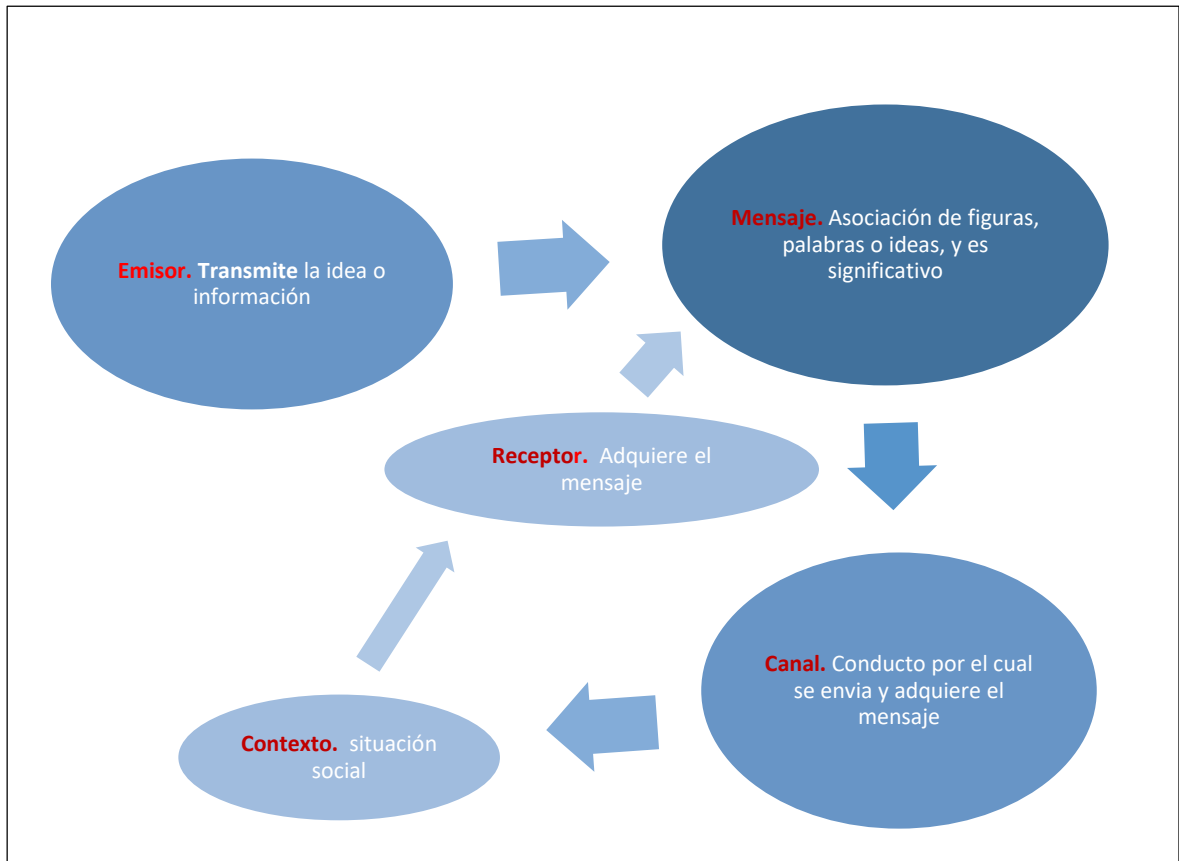 Emisor. Transmite la idea o
información
Mensaje. Asociación de figuras,
palabras o ideas, y es
significativo
Receptor.  Adquiere el
mensaje
Canal. Conducto por el cual
se envia y adquiere el
mensaje
Contexto.  situación
social